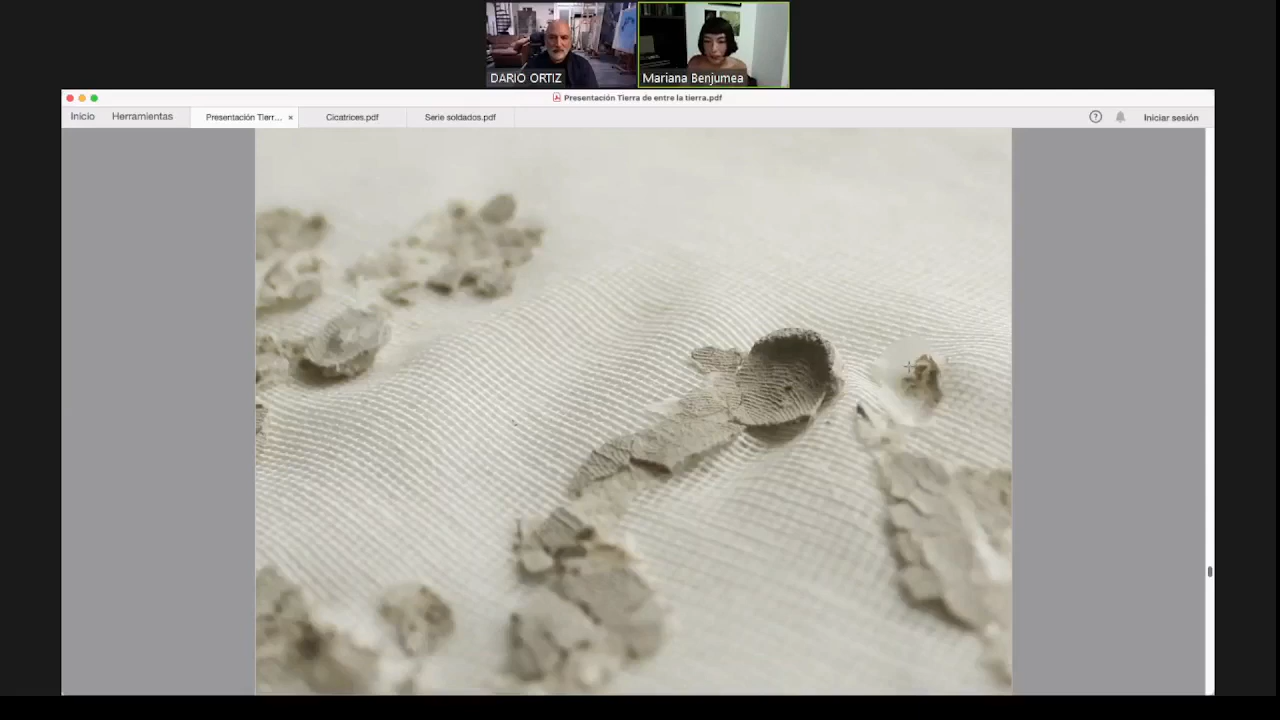 DARIO ORTIZ
Mariana Benjumea
Presentación Tierra de entre la tierra.pdf
Inicio
Herramientas
Presentación Tierr...
Cicatrices.pdf
Serie soldados.pdf
Iniciar sesión